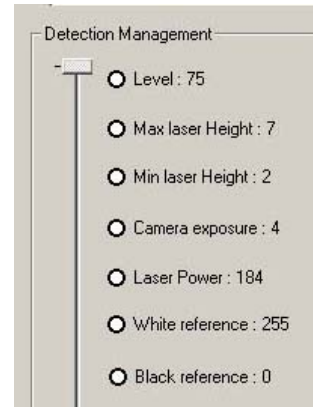 Detection Management
Level : 75
Max laser Height : 7
Min laser Height : 2
Camera exposure : 4
Laser Power : 184
White reference : 255
Black reference : 0